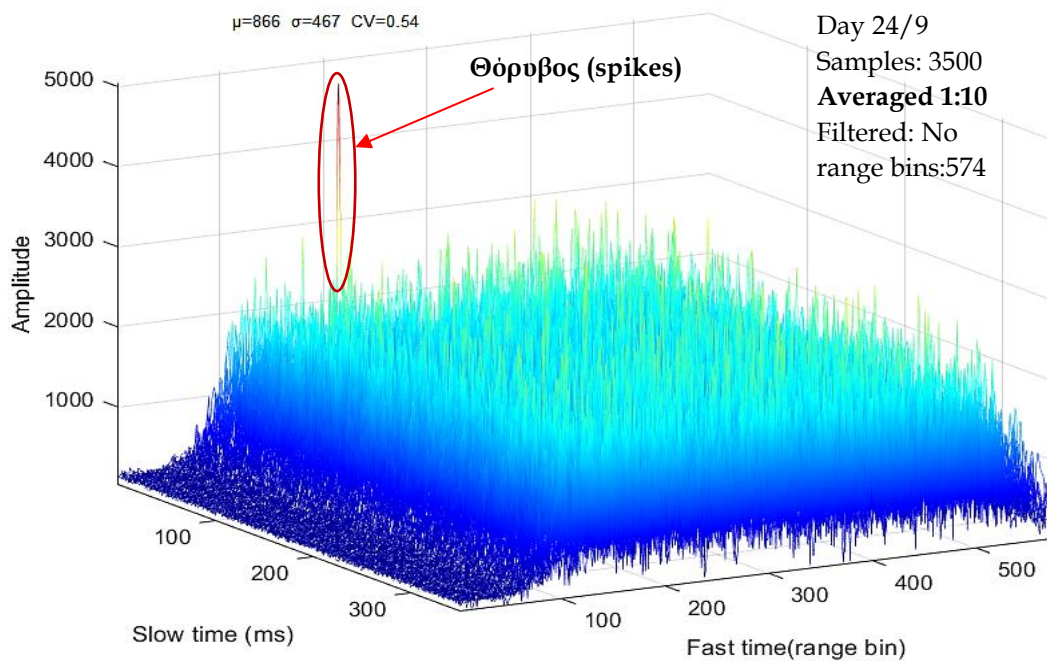 μ=866 σ=467 CV=0.54
Day 24/9
Samples: 3500
Averaged 1:10
Filtered: No
range bins:574
Θόρυβος (spikes)
5000
4000
3000
2000
1000
Amplitude
100
200
300
Slow time (ms)
100
200
300
400
500
Fast time(range bin)